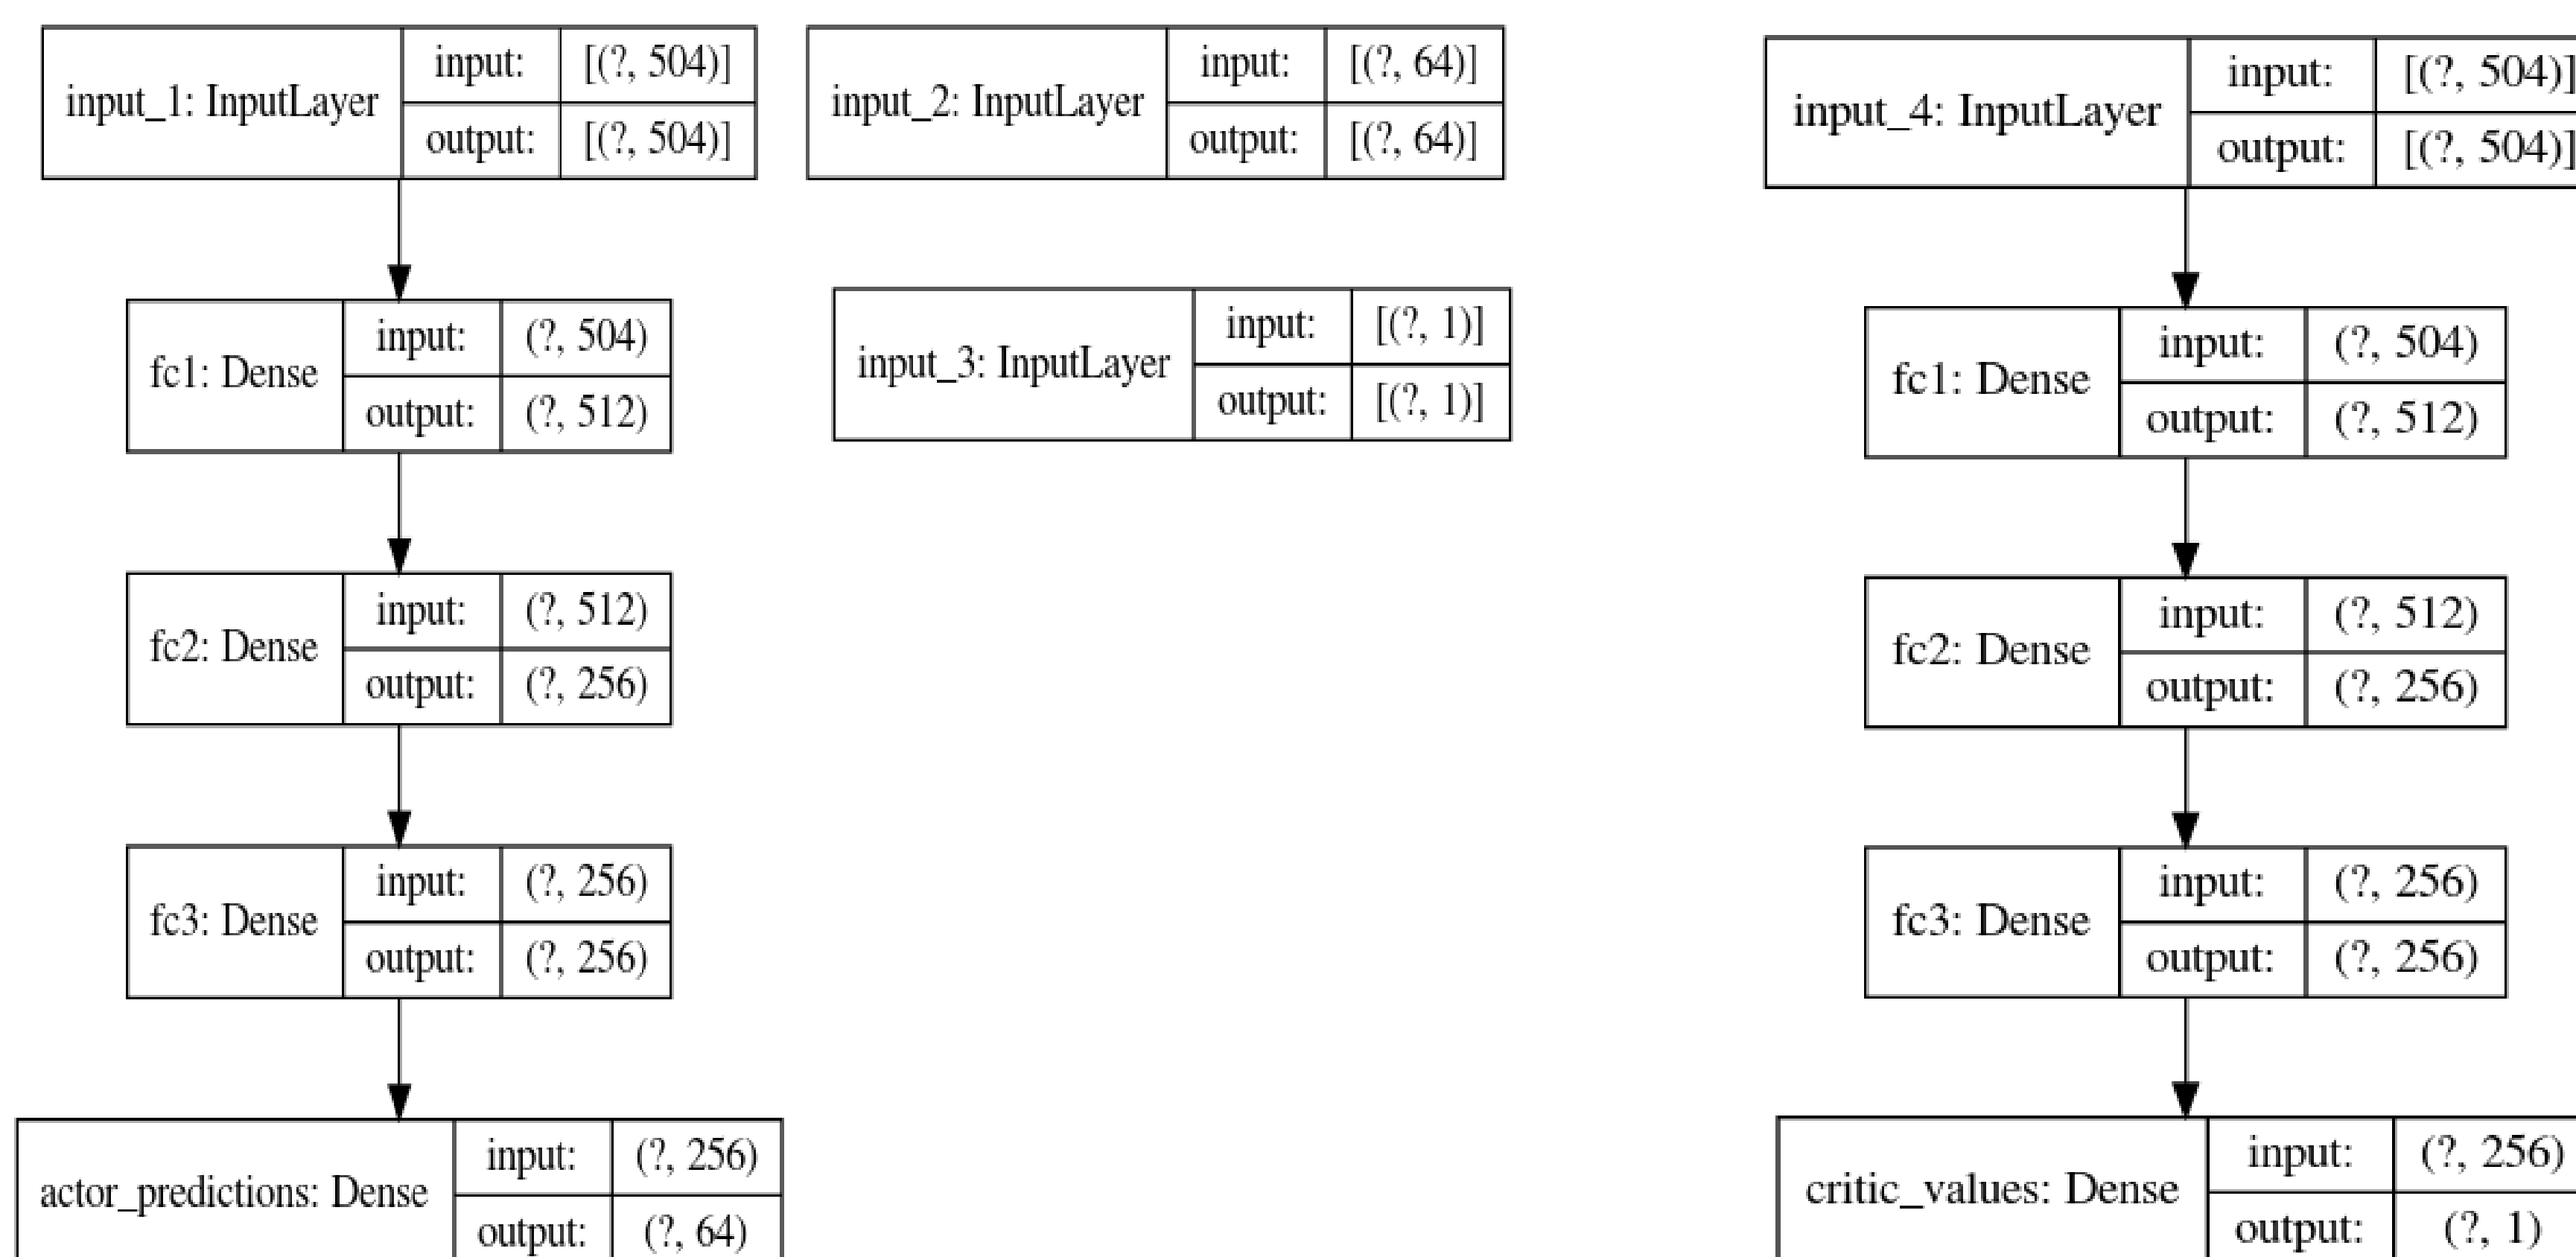 input_1: InputLayer
input: [(?, 504)]
output: [(?, 504)]
input_2: InputLayer
input: [(?, 64)]
output: [(?, 64)]
input_3: InputLayer
input: [(?, 1)]
output: [(?, 1)]
fc1: Dense
input: (?, 504)
output: (?, 512)
fc2: Dense
input: (?, 512)
output: (?, 256)
fc3: Dense
input: (?, 256)
output: (?, 256)
actor_predictions: Dense
input: (?, 256)
output: (?, 64)
input_4: InputLayer
input: [(?, 504)]
output: [(?, 504)]
fc1: Dense
input: (?, 504)
output: (?, 512)
fc2: Dense
input: (?, 512)
output: (?, 256)
fc3: Dense
input: (?, 256)
output: (?, 256)
critic_values: Dense
input: (?, 256)
output: (?, 1)